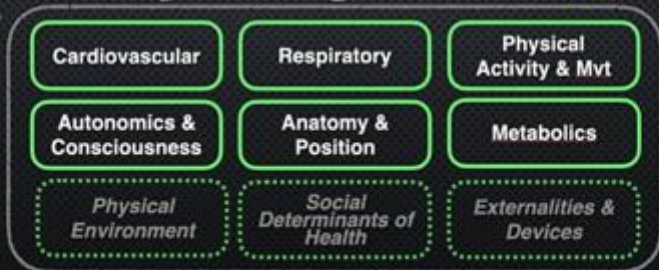 Cardiovascular
Respiratory
Physical
Activity & Mvt
Autonomics &
Consciousness
Anatomy &
Position
Metabolics
Physical
Environment
Social
Determinants of
Health
Externalities &
Devices